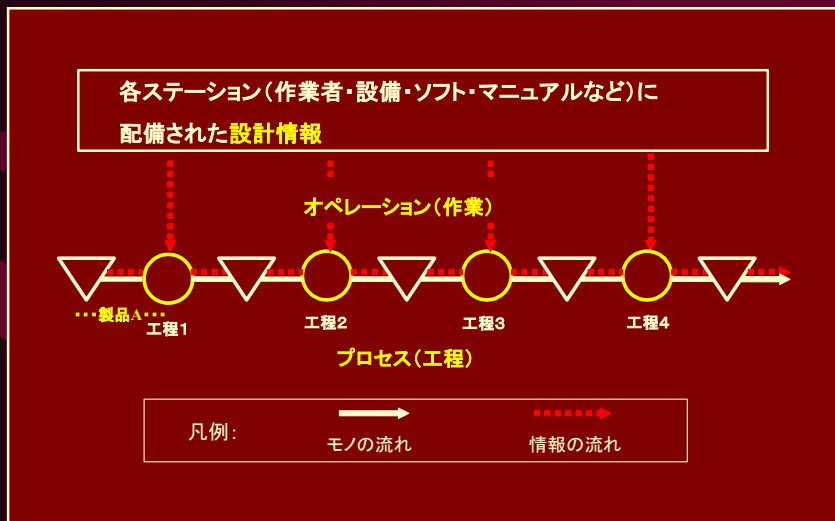 各ステーション（作業者・設備・ソフト・マニュアルなど）に
配備された設計情報
オペレーション（作業）
･･･製品A･･･
工程1
工程2
工程3
工程4
プロセス（工程）
凡例：
モノの流れ
情報の流れ